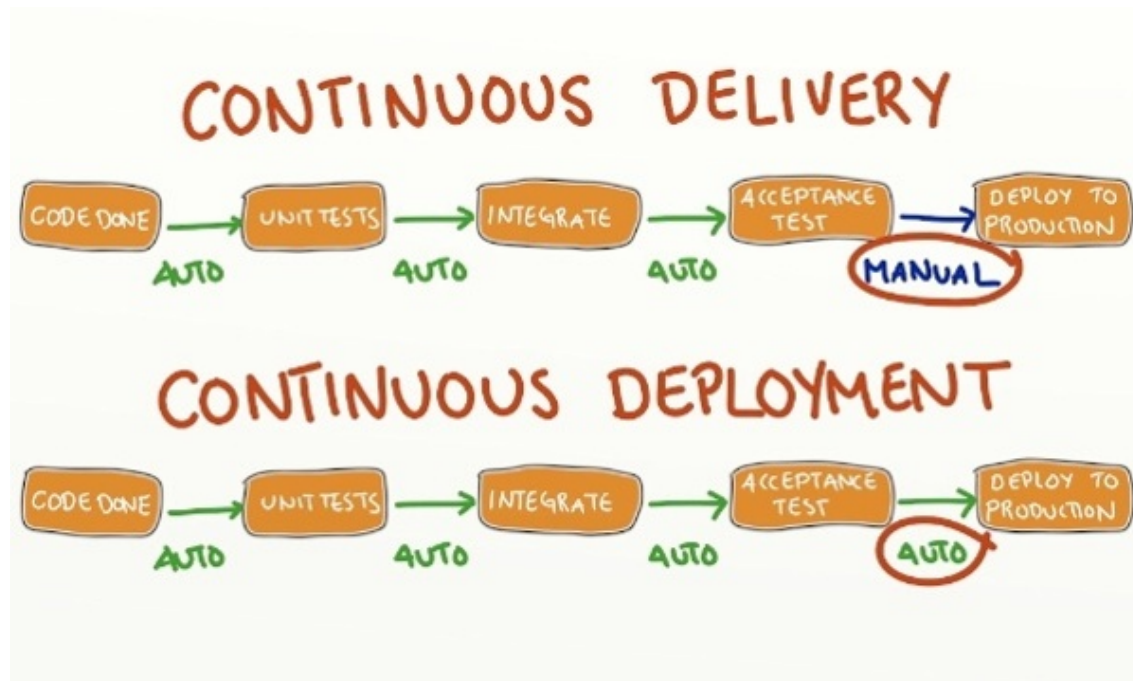 CONTINUOUS DELIVERY
CODE DONE
UNIT TESTS
INTEGRATE
ACCEPTANCE
TEST
DEPLOY TO
PRODUCTION
AUTO
AUTO
AUTO
MANUAL
CONTINUOUS DEPLOYMENT
CODE DONE
UNIT TESTS
INTEGRATE
ACCEPTANCE
TEST
DEPLOY TO
PRODUCTION
AUTO
AUTO
AUTO
AUTO